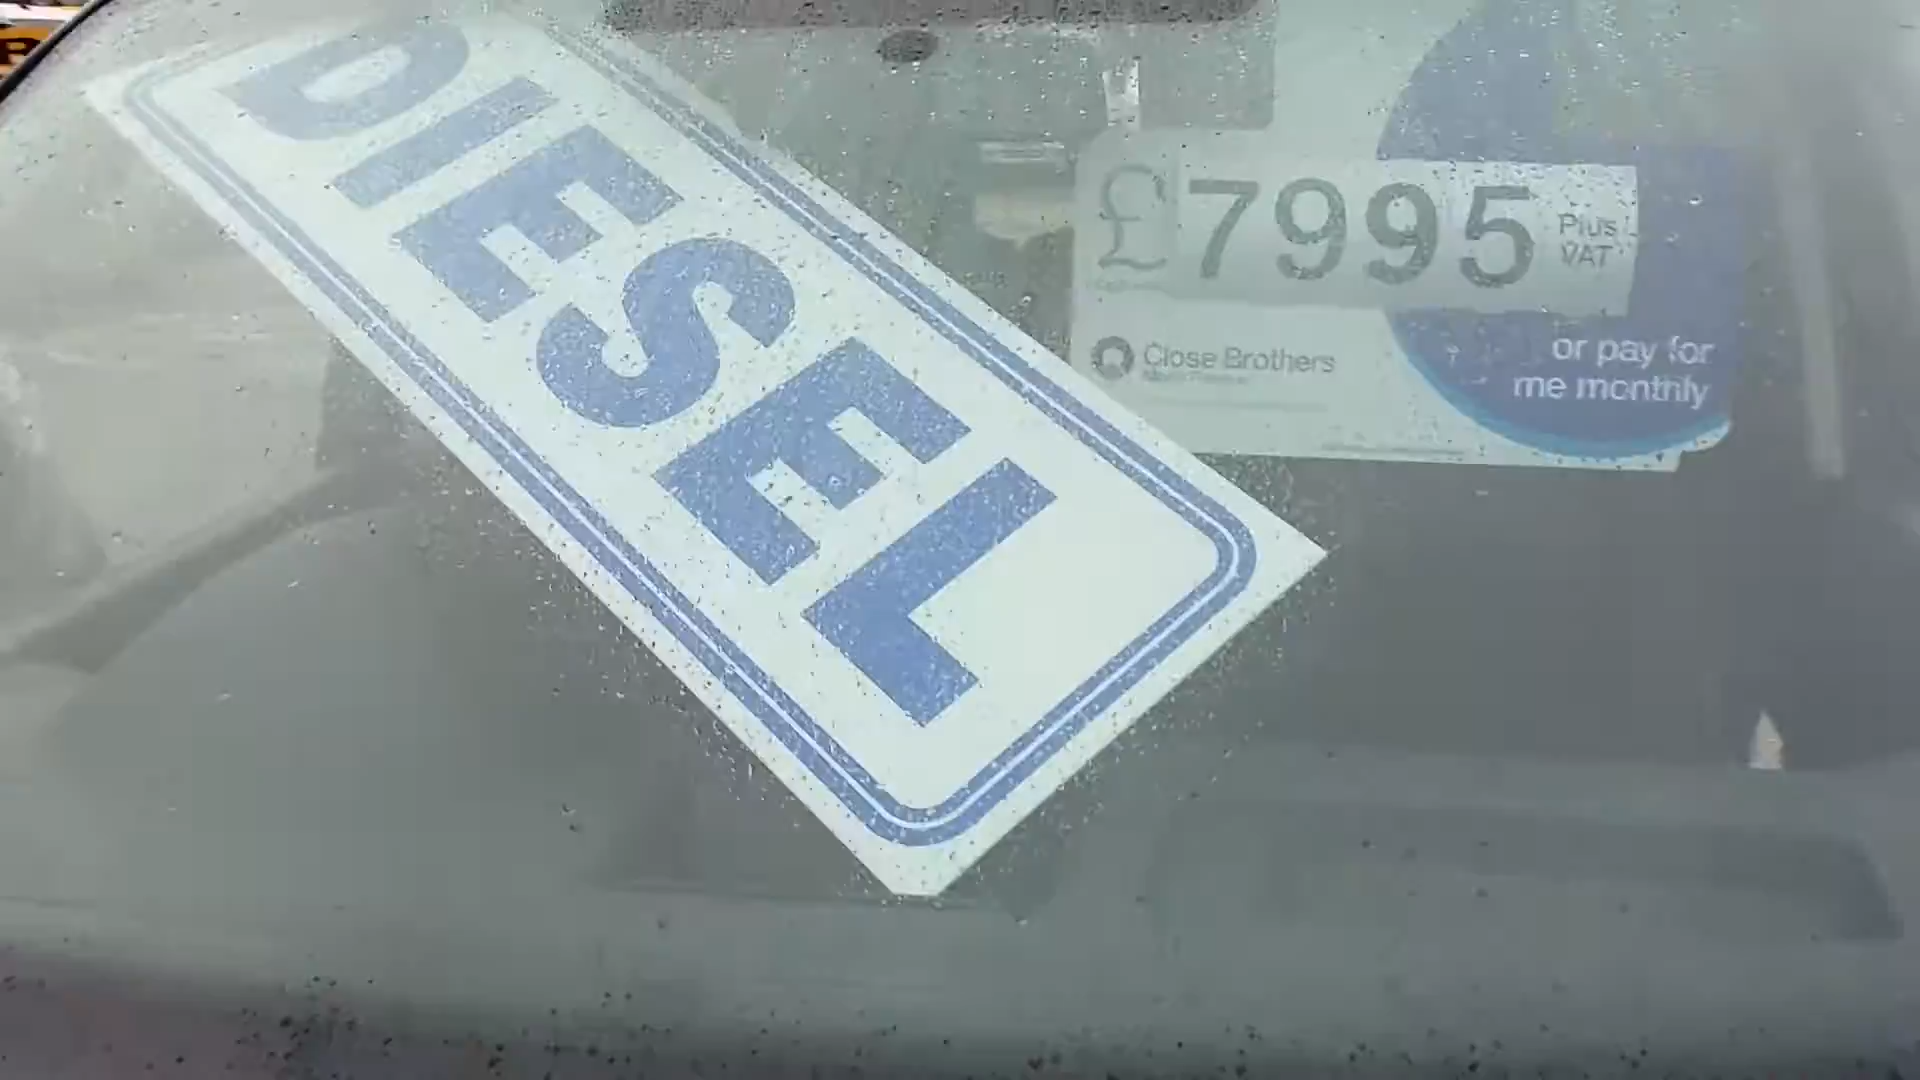 DIESEL
£7995 Plus VAT
Close Brothers
or pay for
me monthly